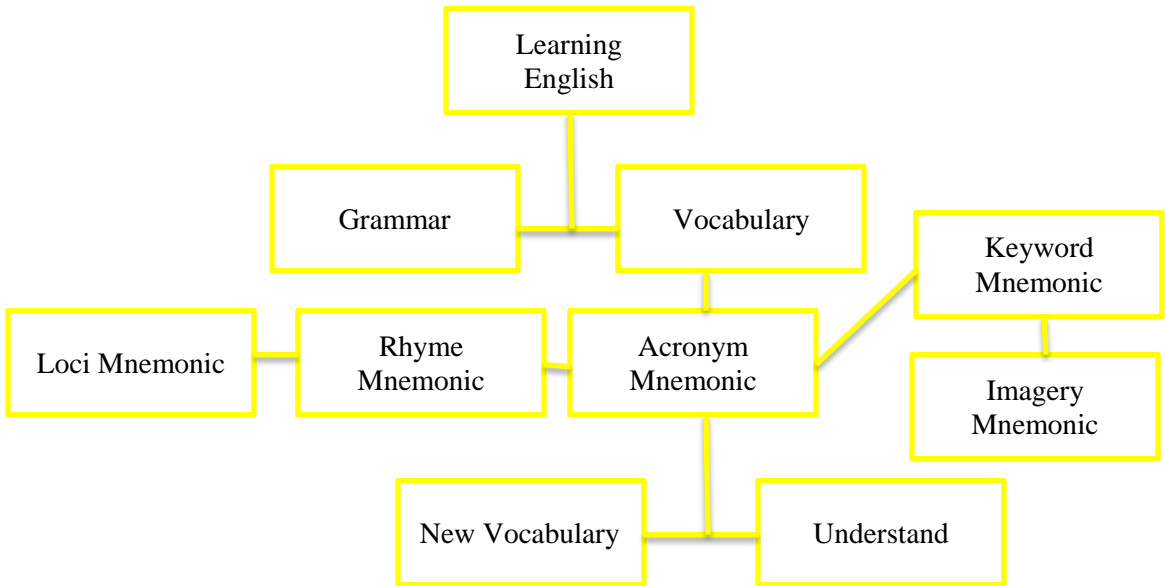 Learning
English
Grammar
Vocabulary
Keyword
Mnemonic
Loci Mnemonic
Rhyme
Mnemonic
Acronym
Mnemonic
Imagery
Mnemonic
New Vocabulary
Understand